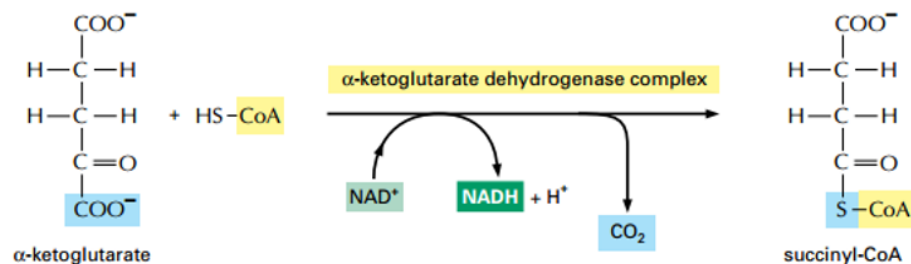 COO⁻
H—C—H
H—C—H
C=O
COO⁻
α-ketoglutarate
+ HS—CoA
α-ketoglutarate dehydrogenase complex
NAD⁺
NADH + H⁺
CO₂
COO⁻
H—C—H
H—C—H
C=O
S—CoA
succinyl-CoA